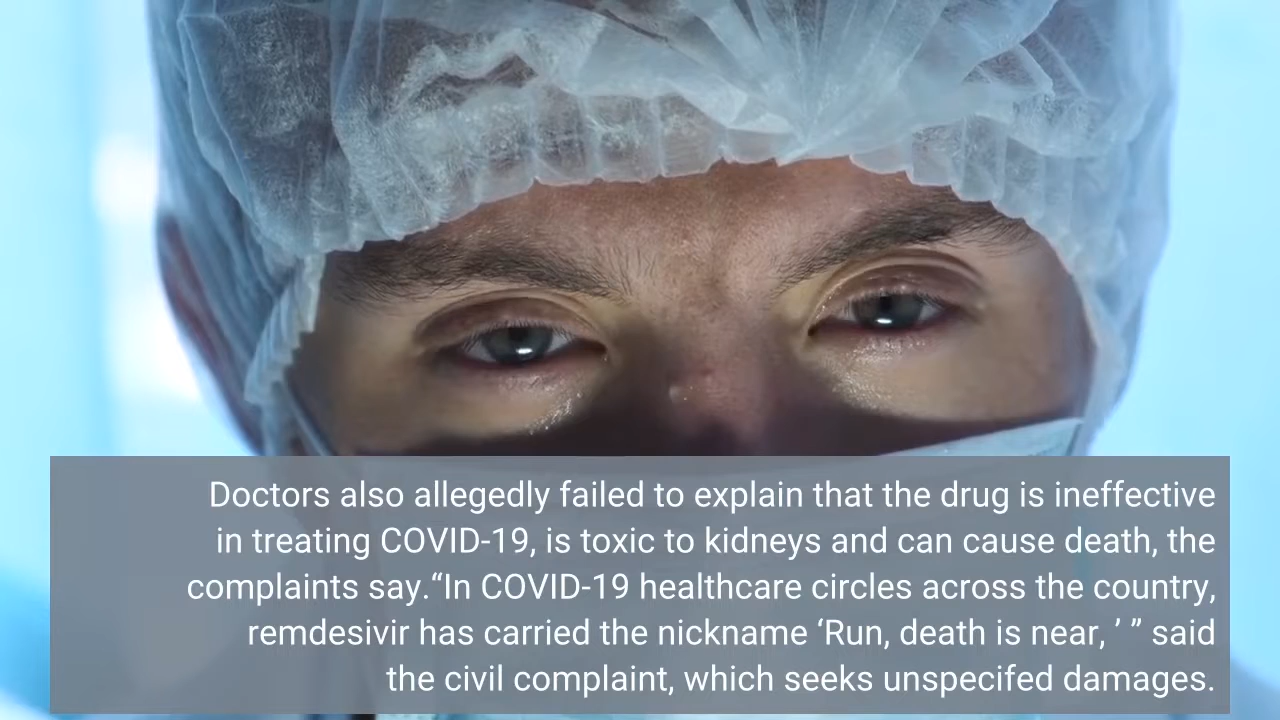 Doctors also allegedly failed to explain that the drug is ineffective
in treating COVID-19, is toxic to kidneys and can cause death, the
complaints say.“In COVID-19 healthcare circles across the country,
remdesivir has carried the nickname ‘Run, death is near, ’ ” said
the civil complaint, which seeks unspecifed damages.